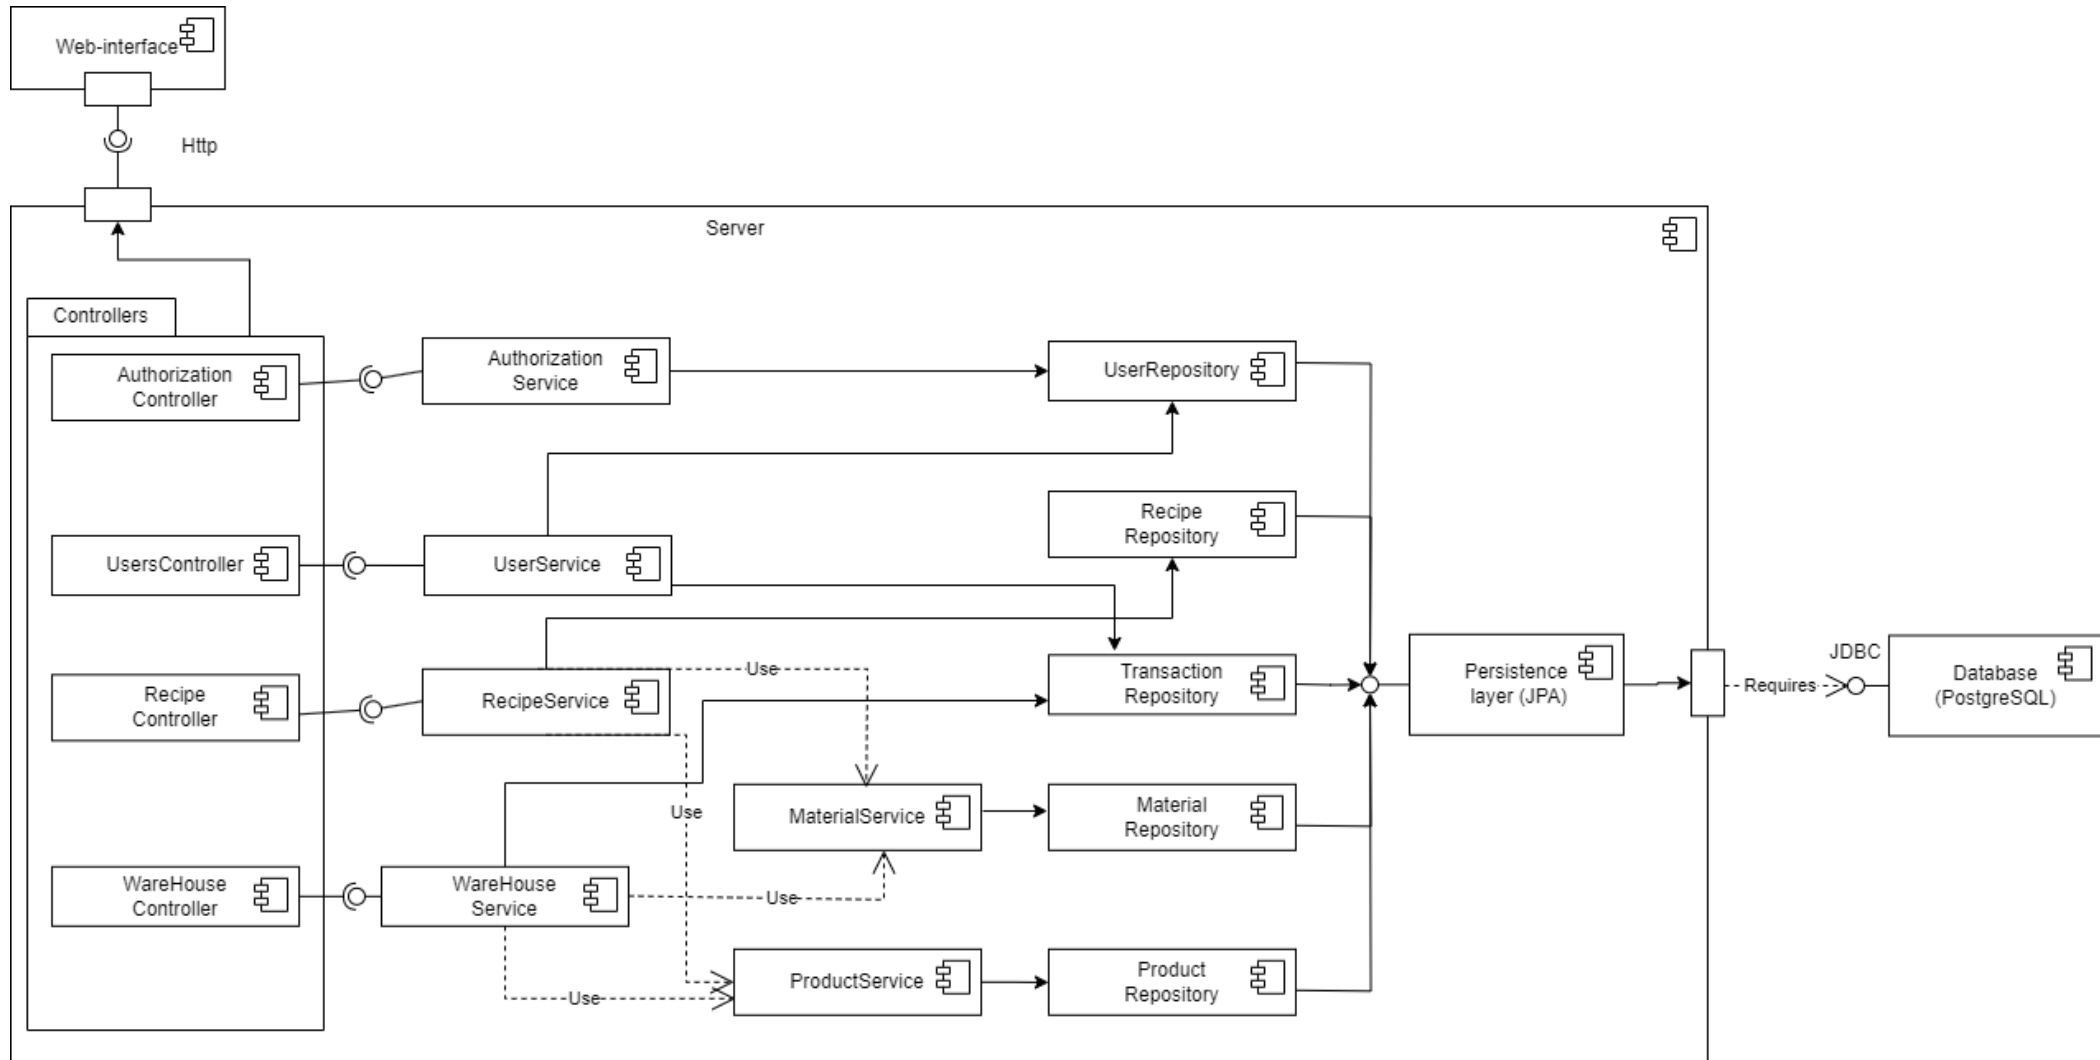 Web-interface
Http
Server
Controllers
Authorization
Controller
Authorization
Service
UserRepository
UsersController
UserService
Recipe
Repository
Recipe
Controller
RecipeService
Use
Transaction
Repository
Persistence
layer (JPA)
Requires
JDBC
Database
(PostgreSQL)
Use
MaterialService
Material
Repository
WareHouse
Controller
WareHouse
Service
Use
ProductService
Product
Repository
Use